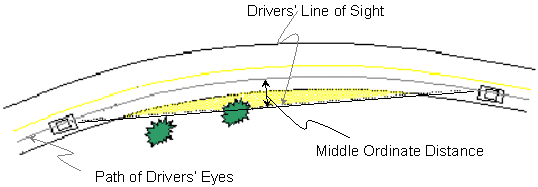 Drivers' Line of Sight
Middle Ordinate Distance
Path of Drivers' Eyes